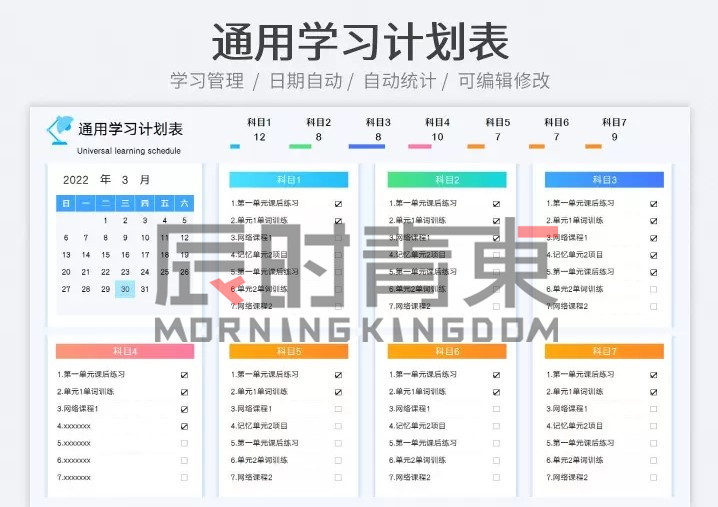 通用学习计划表
学习管理 / 日期自动 / 自动统计 / 可编辑修改
通用学习计划表
Universal learning schedule
科目1 科目2 科目3 科目4 科目5 科目6 科目7
12 8 8 10 7 7 9
2022 年 3 月
日 一 二 三 四 五 六
1 2 3 4 5
6 7 8 9 10 11 12
13 14 15 16 17 18 19
20 21 22 23 24 25 26
27 28 29 30 31
科目1
1.第一单元课后练习
2.单元1单词训练
3.网络课程1
4.记忆单元2项目
5.第一单元课后练习
6.单元2单词训练
7.网络课程2
科目2
1.第一单元课后练习
2.单元1单词训练
3.网络课程1
4.记忆单元2项目
5.第一单元课后练习
6.单元2单词训练
7.网络课程2
科目3
1.第一单元课后练习
2.单元1单词训练
3.网络课程1
4.记忆单元2项目
5.第一单元课后练习
6.单元2单词训练
7.网络课程2
辰时青束
MORNINGKINGDOM
科目4
1.第一单元课后练习
2.单元1单词训练
3.网络课程1
4.xxxxxxx
5.xxxxxxx
6.xxxxxxx
7.xxxxxxx
科目5
1.第一单元课后练习
2.单元1单词训练
3.网络课程1
4.记忆单元2项目
5.第一单元课后练习
6.单元2单词训练
7.网络课程2
科目6
1.第一单元课后练习
2.单元1单词训练
3.网络课程1
4.记忆单元2项目
5.第一单元课后练习
6.单元2单词训练
7.网络课程2
科目7
1.第一单元课后练习
2.单元1单词训练
3.网络课程1
4.记忆单元2项目
5.第一单元课后练习
6.单元2单词训练
7.网络课程2